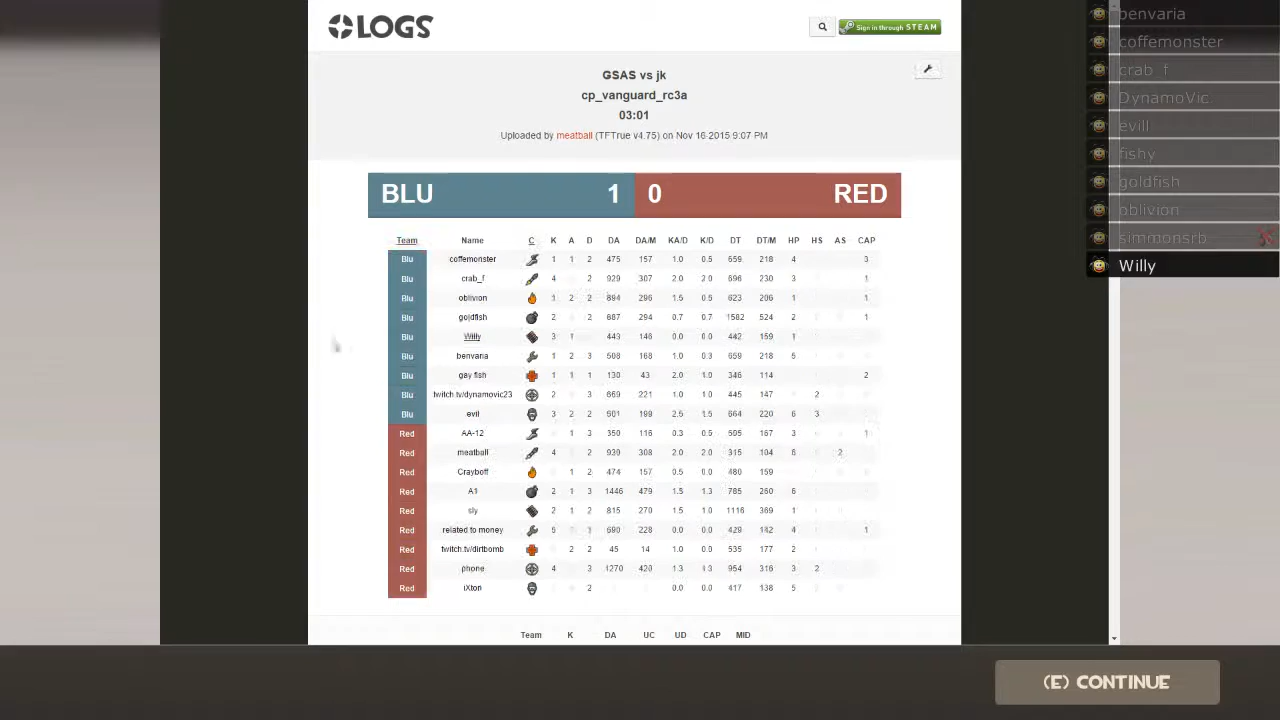 LOGS
Sign in through STEAM
GSAS vs jk
cp_vanguard_rc3a
03:01
Uploaded by meatball (TFTrue v4.75) on Nov 16 2015 9:07 PM
BLU 1 0 RED
Team Name C K A D DA DA/M KA/D K/D DT DT/M HP HS AS CAP
Blu coffemonster 1 1 2 475 157 1.0 0.5 659 218 4 3
Blu crab_f 4 2 929 307 2.0 2.0 696 230 3 1
Blu oblivion 1 2 2 894 296 1.5 0.5 623 206 1 1
Blu goldfish 2 2 887 294 0.7 0.7 1582 524 2 1
Blu Willy 3 1 443 146 0.0 0.0 442 159 1
Blu benvaria 1 2 3 508 168 1.0 0.3 659 218 5
Blu gay fish 1 1 1 130 43 2.0 1.0 346 114 2
Blu twitch.tv/dynamovic23 2 3 669 221 1.0 1.0 445 147 2
Blu evil 3 2 2 901 199 2.5 1.5 664 220 6 3
Red AA-12 1 3 350 116 0.3 0.5 595 167 3 1
Red meatball 4 2 939 308 2.0 2.0 315 104 6 2
Red Crayboff 1 2 474 157 0.5 0.0 480 159
Red A1 2 1 3 1446 479 1.5 1.3 785 260 6
Red sly 2 1 2 815 270 1.5 1.0 1116 369 1
Red related to money 5 690 228 0.0 0.0 429 142 4 1
Red twitch.tv/dirtbomb 2 2 45 14 1.0 0.0 535 177 2
Red phone 4 3 1270 420 1.3 1.3 954 316 3 2
Red iXton 2 0.0 0.0 417 138 5
Team K DA UC UD CAP MID
benvaria
coffemonster
crab_f
DynamoVic
evill
fishy
goldfish
oblivion
simmonsrb
Willy
(E) CONTINUE